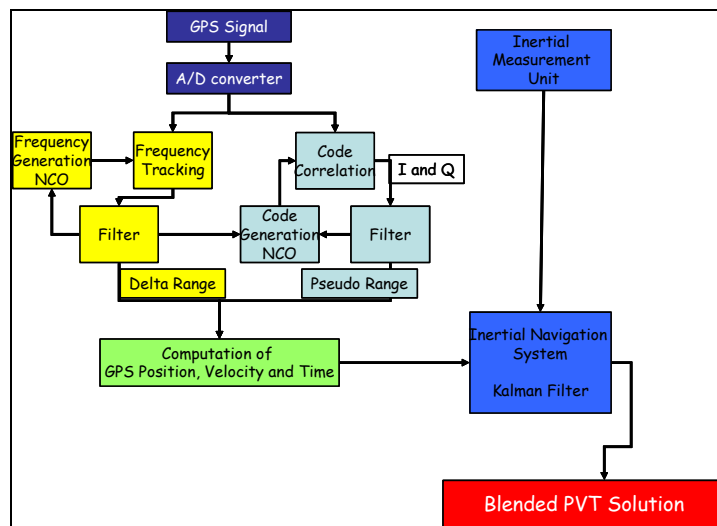 GPS Signal
A/D converter
Inertial
Measurement
Unit
Frequency
Generation
NCO
Frequency
Tracking
Code
Correlation
I and Q
Filter
Code
Generation
NCO
Filter
Delta Range
Pseudo Range
Computation of
GPS Position, Velocity and Time
Inertial Navigation
System
Kalman Filter
Blended PVT Solution